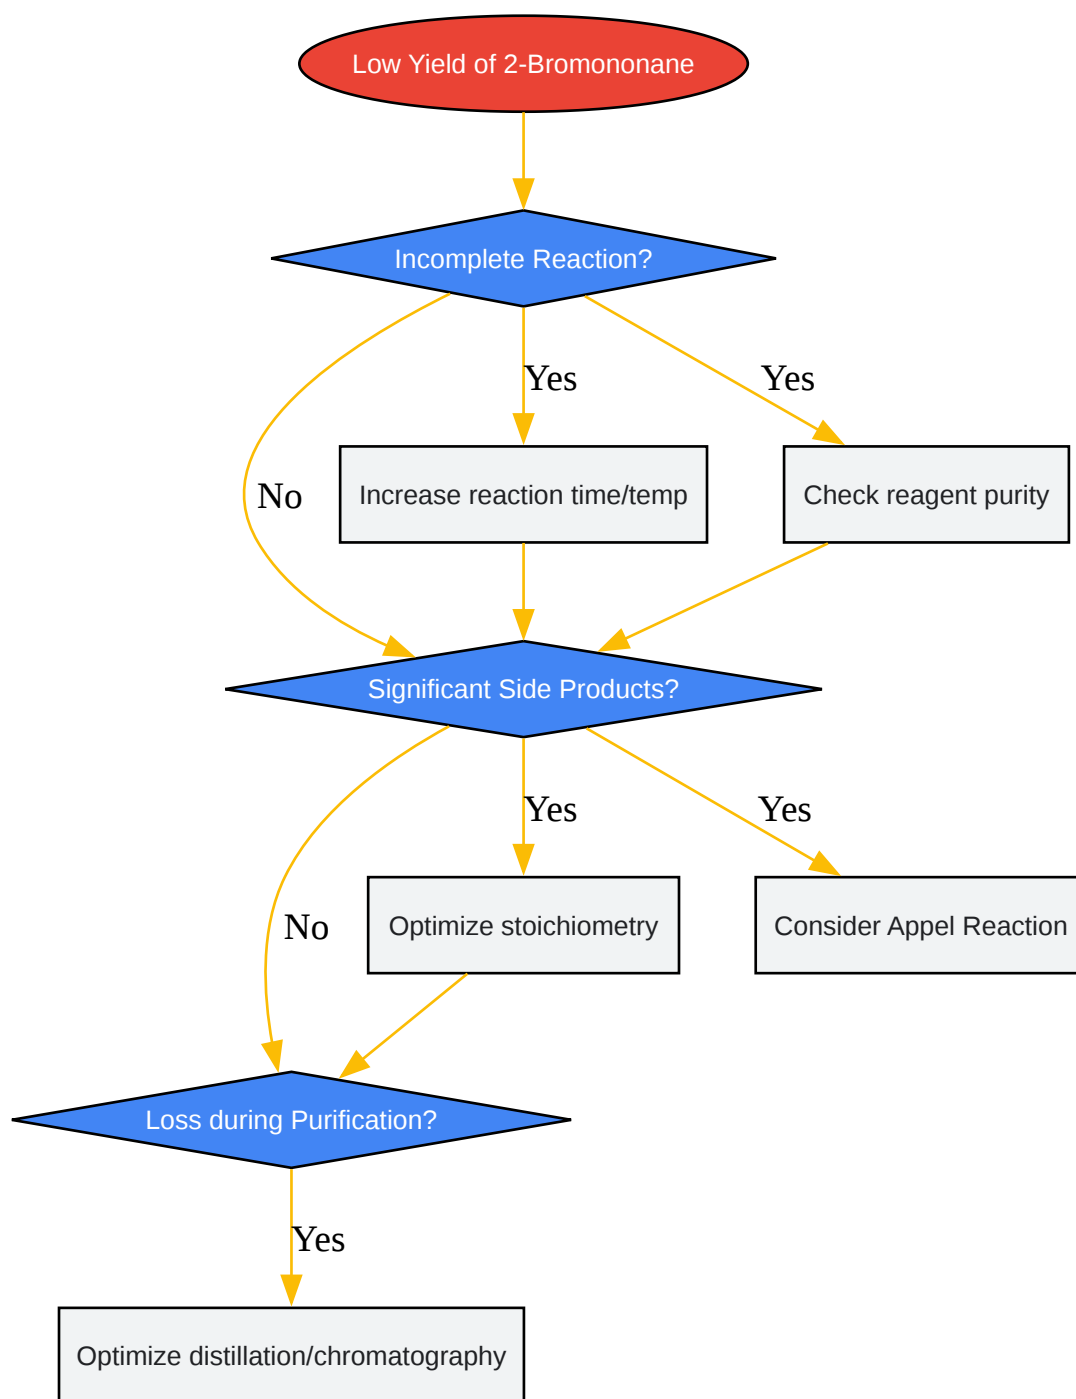 Low Yield of 2-Bromononane
Incomplete Reaction?
Yes
Yes
No
Increase reaction time/temp
Check reagent purity
Significant Side Products?
Yes
Yes
No
Optimize stoichiometry
Consider Appel Reaction
Loss during Purification?
Yes
Optimize distillation/chromatography